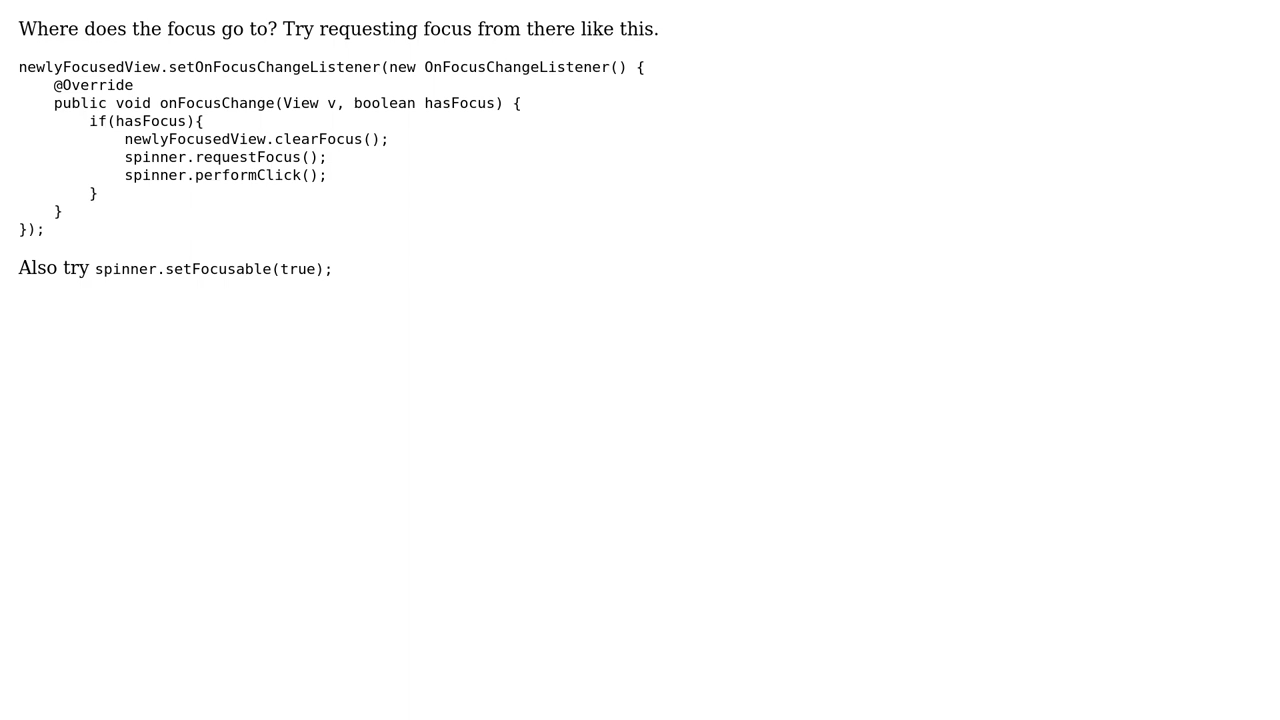 Where does the focus go to? Try requesting focus from there like this.
newlyFocusedView.setOnFocusChangeListener(new OnFocusChangeListener() {
    @Override
    public void onFocusChange(View v, boolean hasFocus) {
        if(hasFocus){
            newlyFocusedView.clearFocus();
            spinner.requestFocus();
            spinner.performClick();
        }
    }
});
Also try spinner.setFocusable(true);